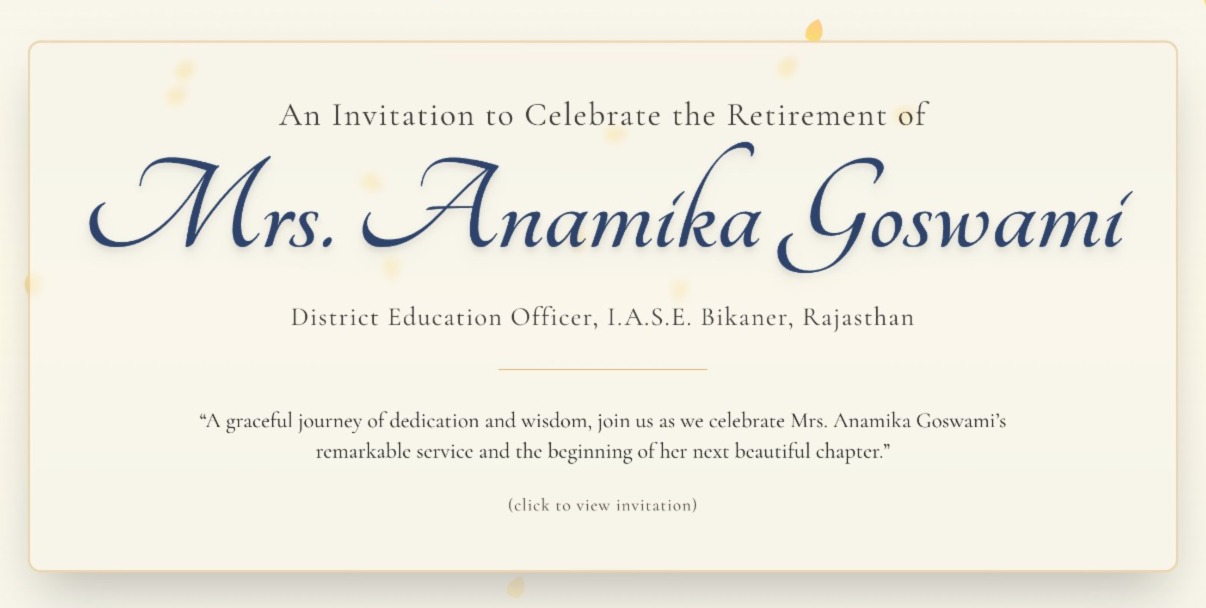 An Invitation to Celebrate the Retirement of
Mrs. Anamika Goswami
District Education Officer, I.A.S.E. Bikaner, Rajasthan
“A graceful journey of dedication and wisdom, join us as we celebrate Mrs. Anamika Goswami’s
remarkable service and the beginning of her next beautiful chapter.”
(click to view invitation)